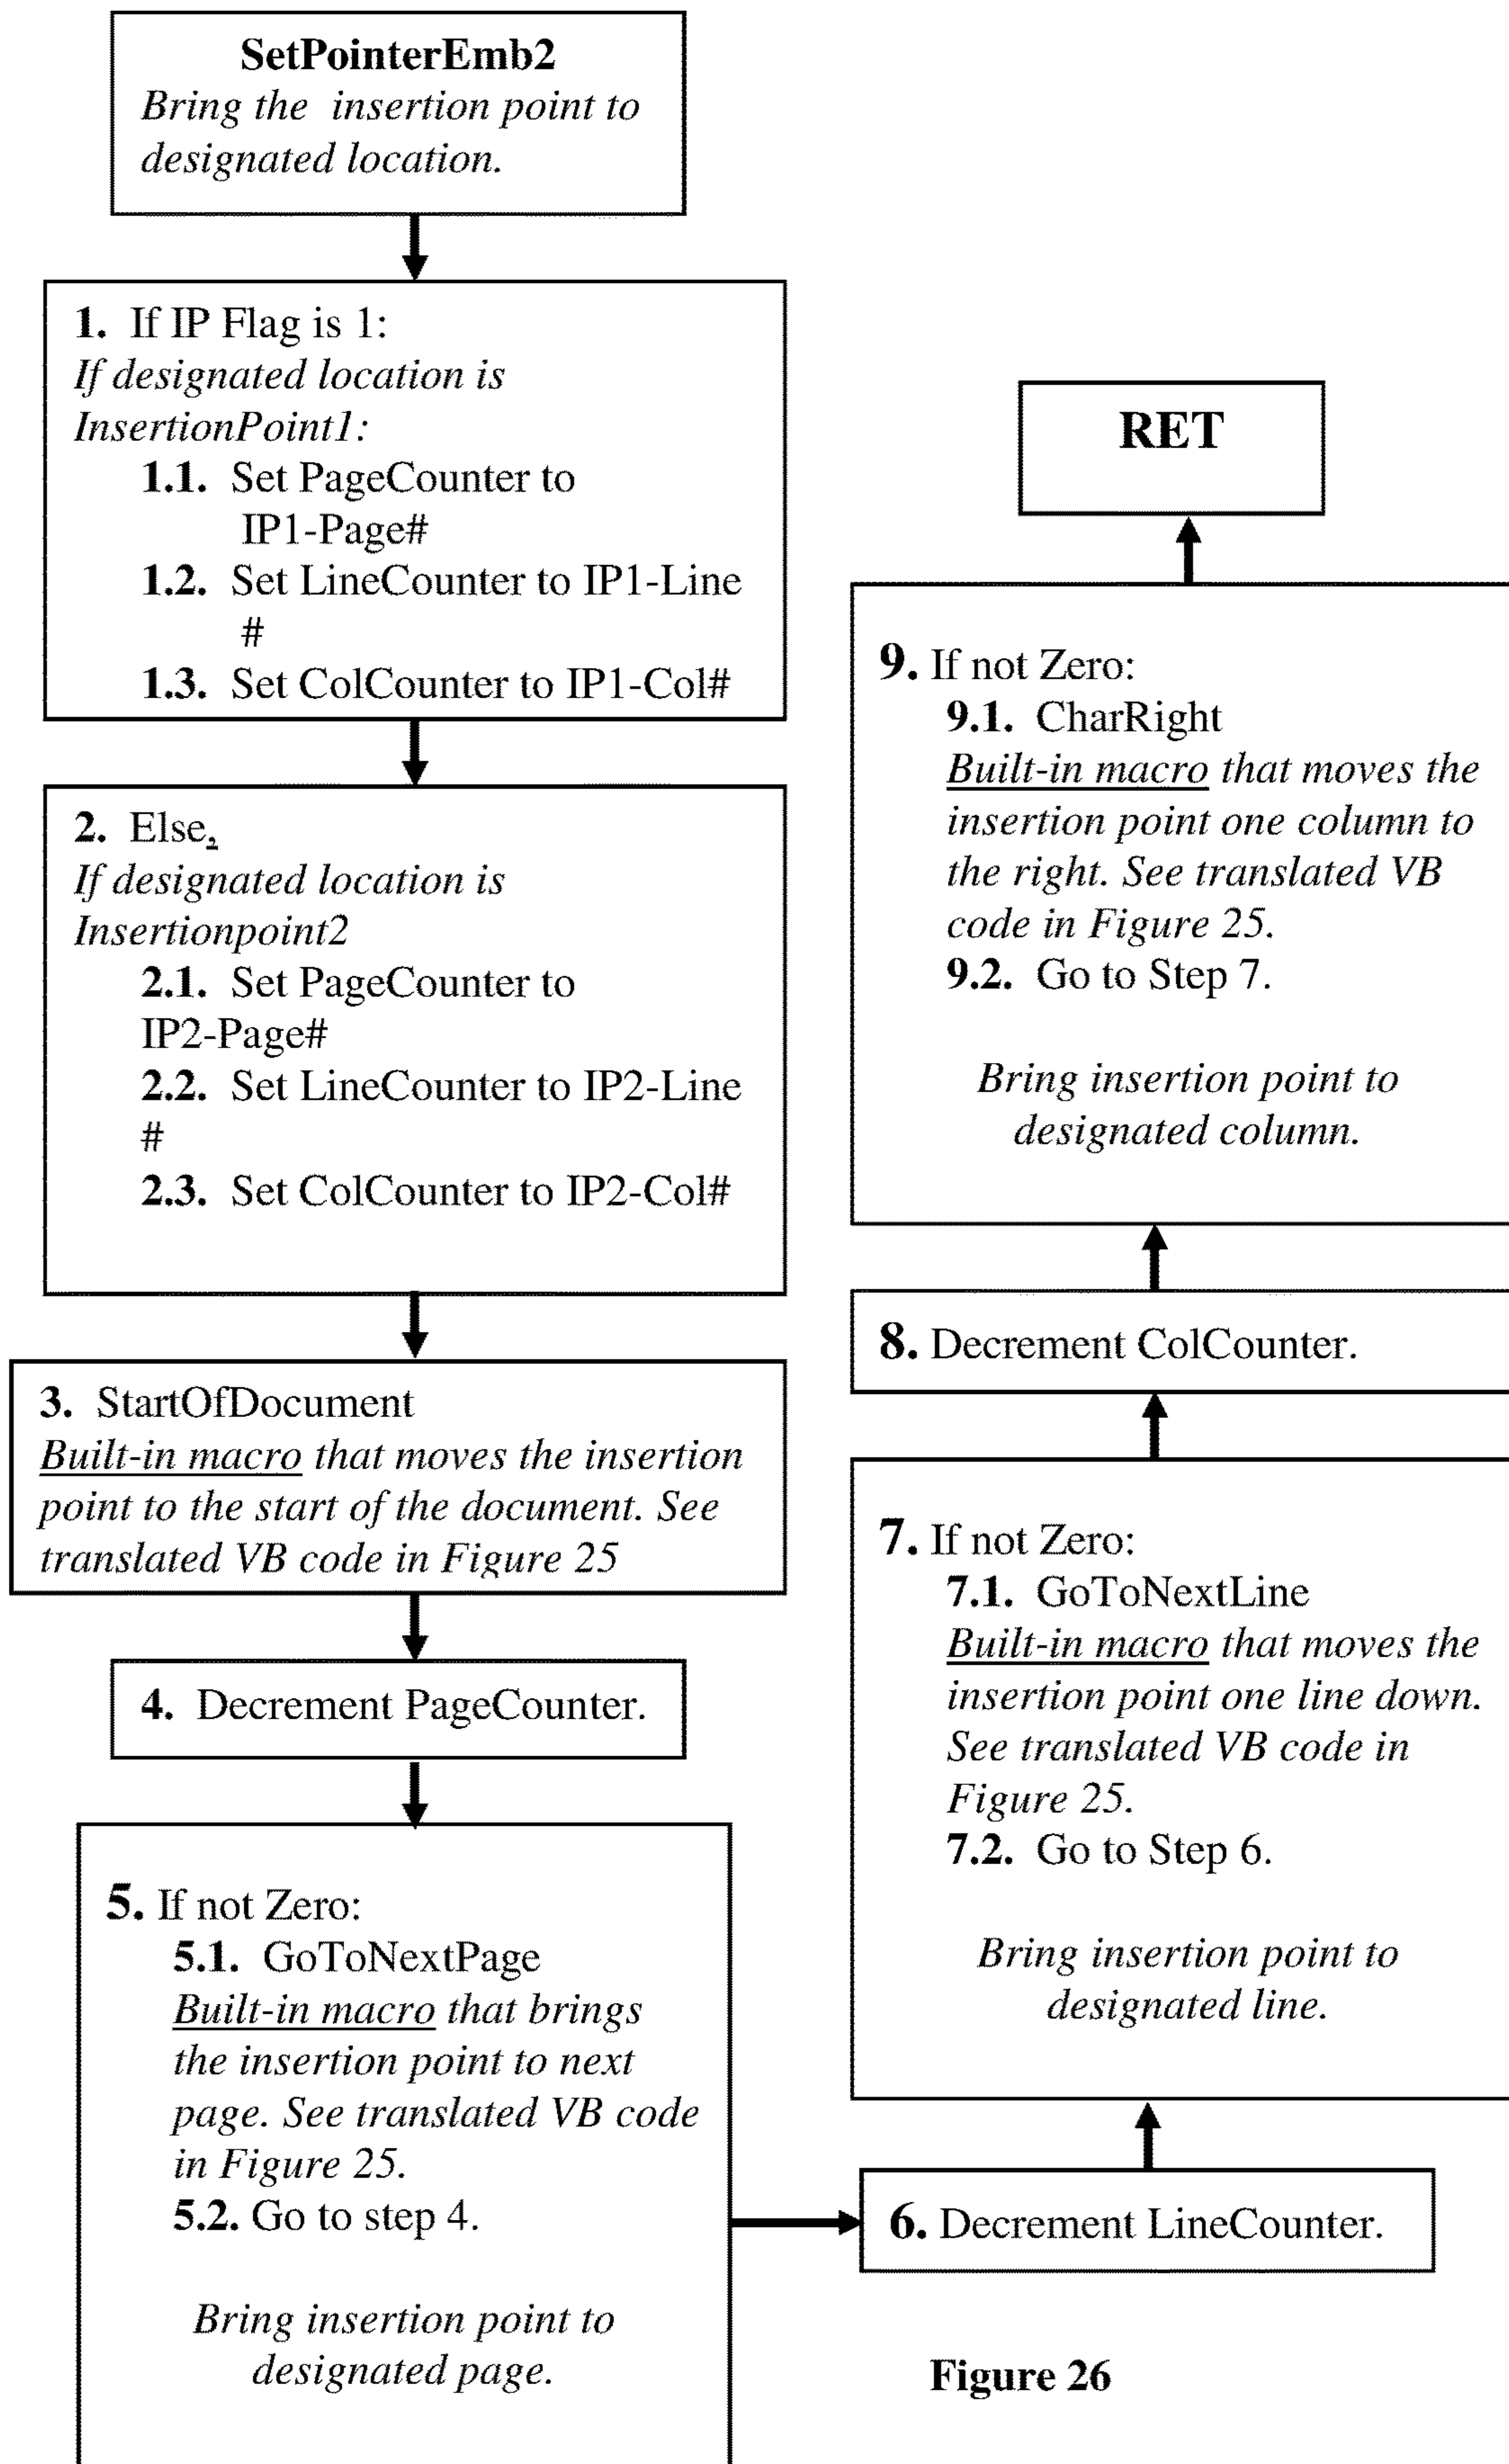 SetPointerEmb2
Bring the insertion point to
designated location.
1. If IP Flag is 1:
If designated location is
InsertionPoint1:
1.1. Set PageCounter to
IP1-Page#
1.2. Set LineCounter to IP1-Line
#
1.3. Set ColCounter to IP1-Col#
2. Else,
If designated location is
Insertionpoint2
2.1. Set PageCounter to
IP2-Page#
2.2. Set LineCounter to IP2-Line
#
2.3. Set ColCounter to IP2-Col#
3. StartOfDocument
Built-in macro that moves the insertion
point to the start of the document. See
translated VB code in Figure 25
4. Decrement PageCounter.
5. If not Zero:
5.1. GoToNextPage
Built-in macro that brings
the insertion point to next
page. See translated VB code
in Figure 25.
5.2. Go to step 4.
Bring insertion point to
designated page.
6. Decrement LineCounter.
7. If not Zero:
7.1. GoToNextLine
Built-in macro that moves the
insertion point one line down.
See translated VB code in
Figure 25.
7.2. Go to Step 6.
Bring insertion point to
designated line.
8. Decrement ColCounter.
9. If not Zero:
9.1. CharRight
Built-in macro that moves the
insertion point one column to
the right. See translated VB
code in Figure 25.
9.2. Go to Step 7.
Bring insertion point to
designated column.
RET
Figure 26